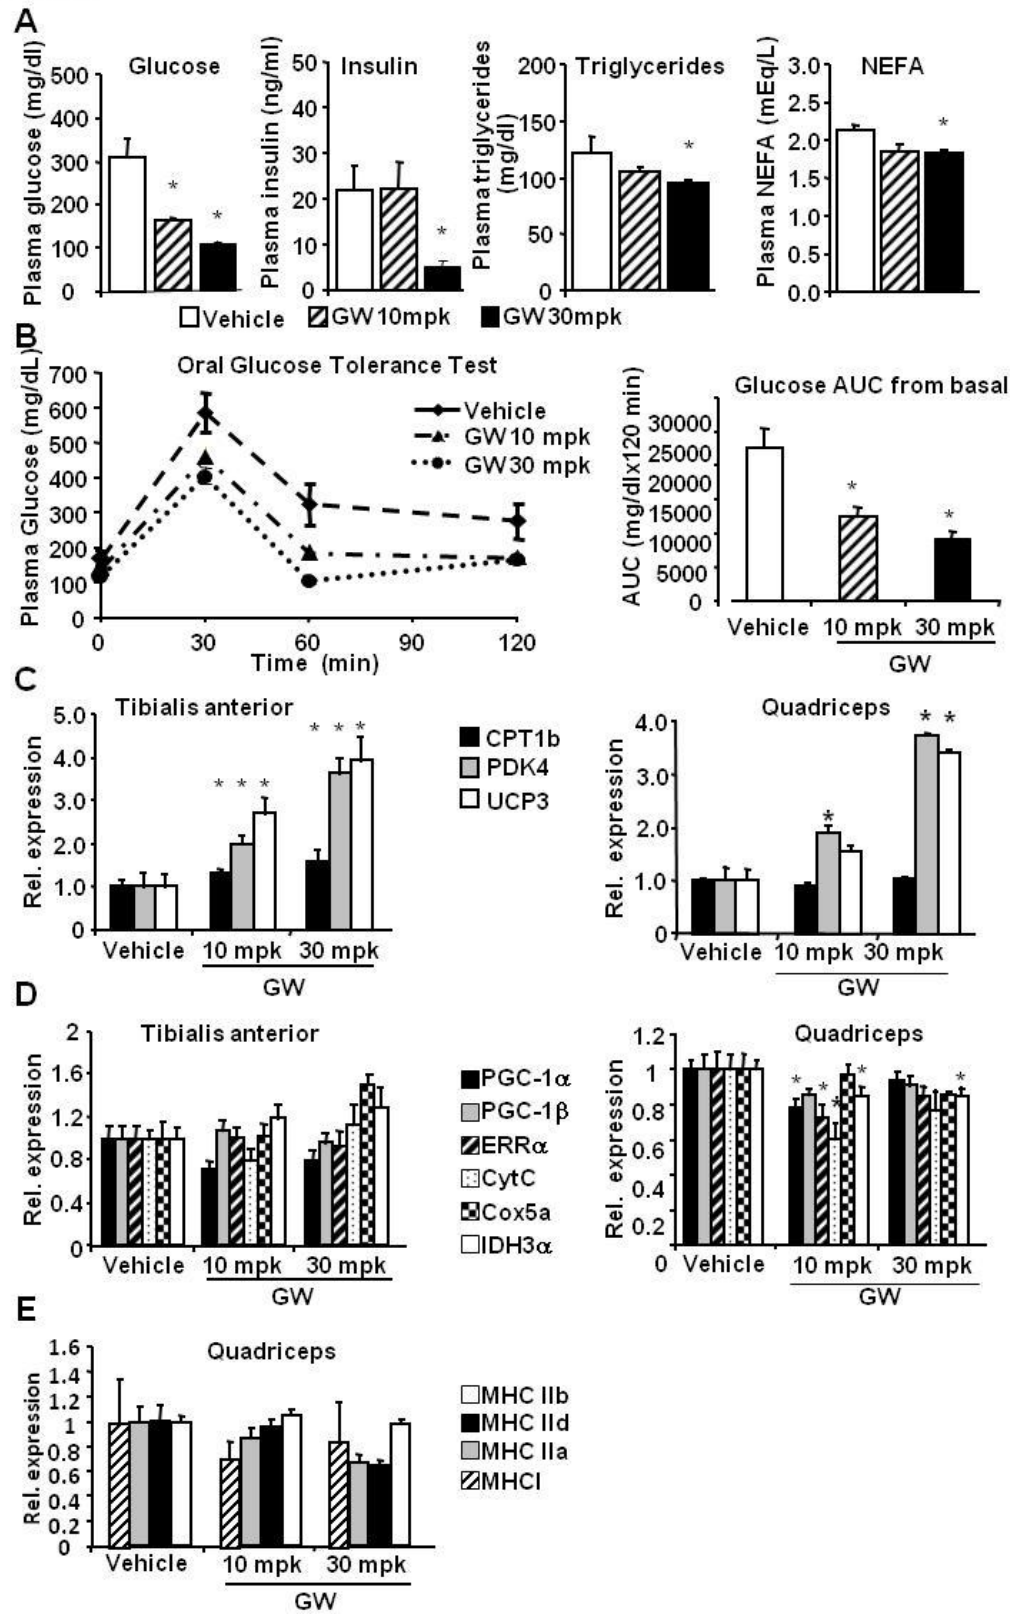 A
Glucose
Plasma glucose (mg/dl)
500
400
300
200
100
0
*
*
Insulin
Plasma insulin (ng/ml)
50
40
30
20
10
0
*
Triglycerides
Plasma triglycerides
(mg/dl)
200
150
100
50
0
*
NEFA
Plasma NEFA (mEq/L)
3.0
2.5
2.0
1.5
1.0
0.5
0.0
*
Vehicle GW10mpk GW30mpk
B
Oral Glucose Tolerance Test
Plasma Glucose (mg/dL)
700
600
500
400
300
200
100
0
Vehicle
GW10 mpk
GW30 mpk
0 30 60 90 120
Time (min)
Glucose AUC from basal
AUC (mg/dlx120 min)
30000
25000
20000
15000
10000
5000
0
*
*
Vehicle 10 mpk 30 mpk
GW
C
Tibialis anterior
Rel. expression
5.0
4.0
3.0
2.0
1.0
0
* * *
* * *
Vehicle 10 mpk 30 mpk
GW
CPT1b
PDK4
UCP3
Quadriceps
Rel. expression
4.0
3.0
2.0
1.0
0
*
* *
Vehicle 10 mpk 30 mpk
GW
D
Tibialis anterior
Rel. expression
2
1.6
1.2
0.8
0.4
0
Vehicle 10 mpk 30 mpk
GW
PGC-1α
PGC-1β
ERRα
CytC
Cox5a
IDH3α
Quadriceps
Rel. expression
1.2
1
0.8
0.6
0.4
0.2
0
* * * *
*
Vehicle 10 mpk 30 mpk
GW
E
Quadriceps
Rel. expression
1.6
1.4
1.2
1
0.8
0.6
0.4
0.2
0
Vehicle 10 mpk 30 mpk
GW
MHC IIb
MHC IId
MHC IIa
MHCI